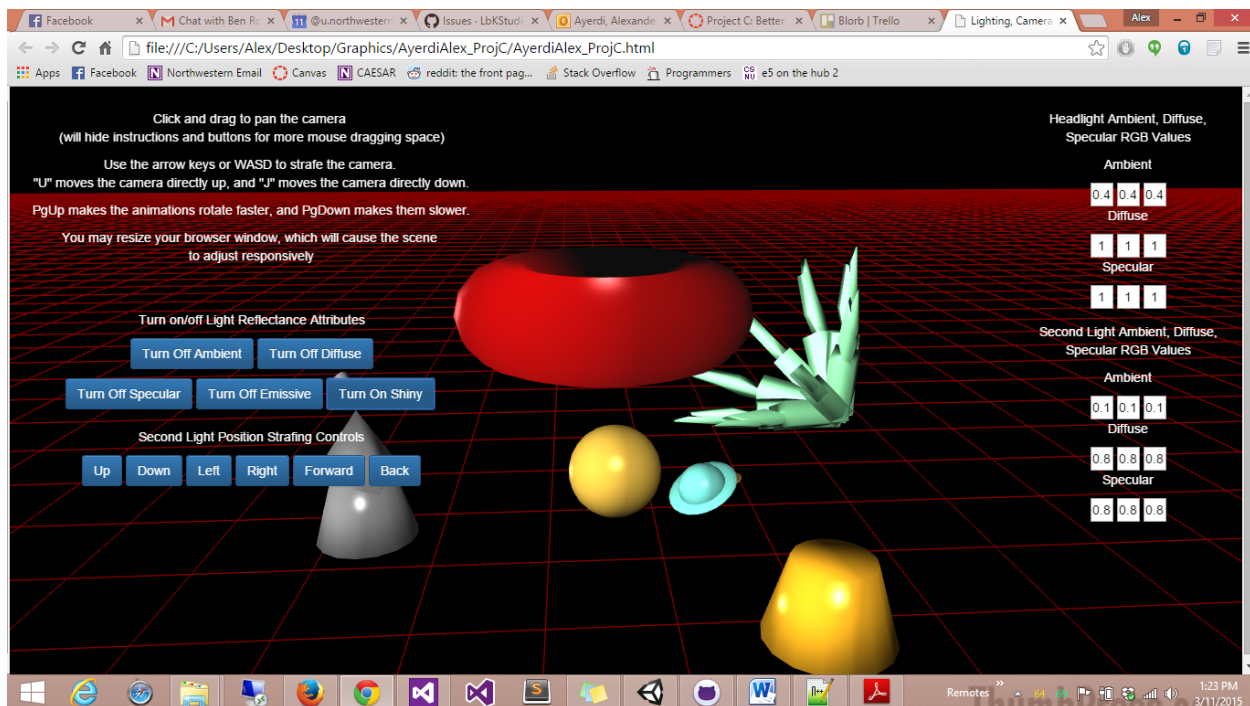 Facebook
Chat with Ben Ro
@u.northwestern
Issues · LbKStudi
Ayerdi, Alexande
Project C: Better
Blorb | Trello
Lighting, Camera
Alex
file:///C:/Users/Alex/Desktop/Graphics/AyerdiAlex_ProjC/AyerdiAlex_ProjC.html
Apps Facebook Northwestern Email Canvas CAESAR reddit: the front pag... Stack Overflow Programmers e5 on the hub 2
Click and drag to pan the camera
(will hide instructions and buttons for more mouse dragging space)
Use the arrow keys or WASD to strafe the camera.
"U" moves the camera directly up, and "J" moves the camera directly down.
PgUp makes the animations rotate faster, and PgDown makes them slower.
You may resize your browser window, which will cause the scene
to adjust responsively
Turn on/off Light Reflectance Attributes
Turn Off Ambient Turn Off Diffuse
Turn Off Specular Turn Off Emissive Turn On Shiny
Second Light Position Strafing Controls
Up Down Left Right Forward Back
Headlight Ambient, Diffuse,
Specular RGB Values
Ambient
0.4 0.4 0.4
Diffuse
1 1 1
Specular
1 1 1
Second Light Ambient, Diffuse,
Specular RGB Values
Ambient
0.1 0.1 0.1
Diffuse
0.8 0.8 0.8
Specular
0.8 0.8 0.8
Remotes
64
1:23 PM
3/11/2015